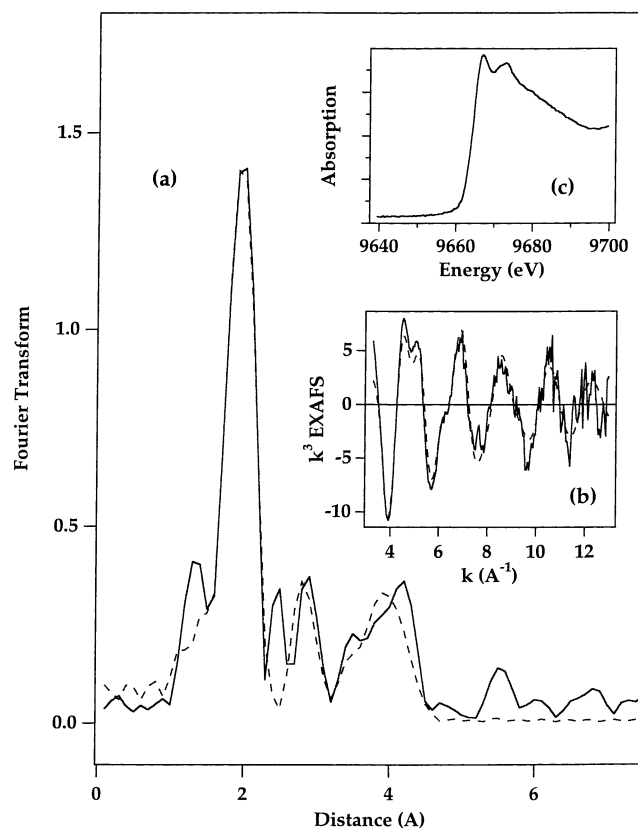 1.5
1.0
0.5
0.0
Fourier Transform
(a)
0 2 4 6
Distance (A)
Absorption
(c)
9640 9660 9680 9700
Energy (eV)
5
0
-5
-10
k³ EXAFS
(b)
4 6 8 10 12
k (A⁻¹)